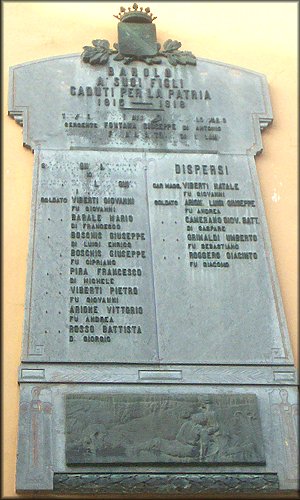 BAROLO
A SUOI FIGLI
CADUTI PER LA PATRIA
1915 1918
SERGENTE FONTANA GIUSEPPE DI ANTONIO
SOLDATO VIBERTI GIOVANNI
FU GIOVANNI
BARALE MARIO
DI FRANCESCO
BOSCHIS GIUSEPPE
DI LUIGI ENRICO
BOSCHIS GIUSEPPE
FU CIPRIANO
PIRA FRANCESCO
DI MICHELE
VIBERTI PIETRO
FU GIOVANNI
ARIONE VITTORIO
FU ANDREA
ROSSO BATTISTA
DI GIORGIO
DISPERSI
CAP. MAGG. VIBERTI NATALE
FU GIOVANNI
SOLDATO ARIONE LUIGI GIUSEPPE
FU ANDREA
CAMERANO GIOV. BATT.
DI GASPARE
GRIMALDI UMBERTO
FU SEBASTIANO
ROGGERO GIACINTO
FU GIACOMO